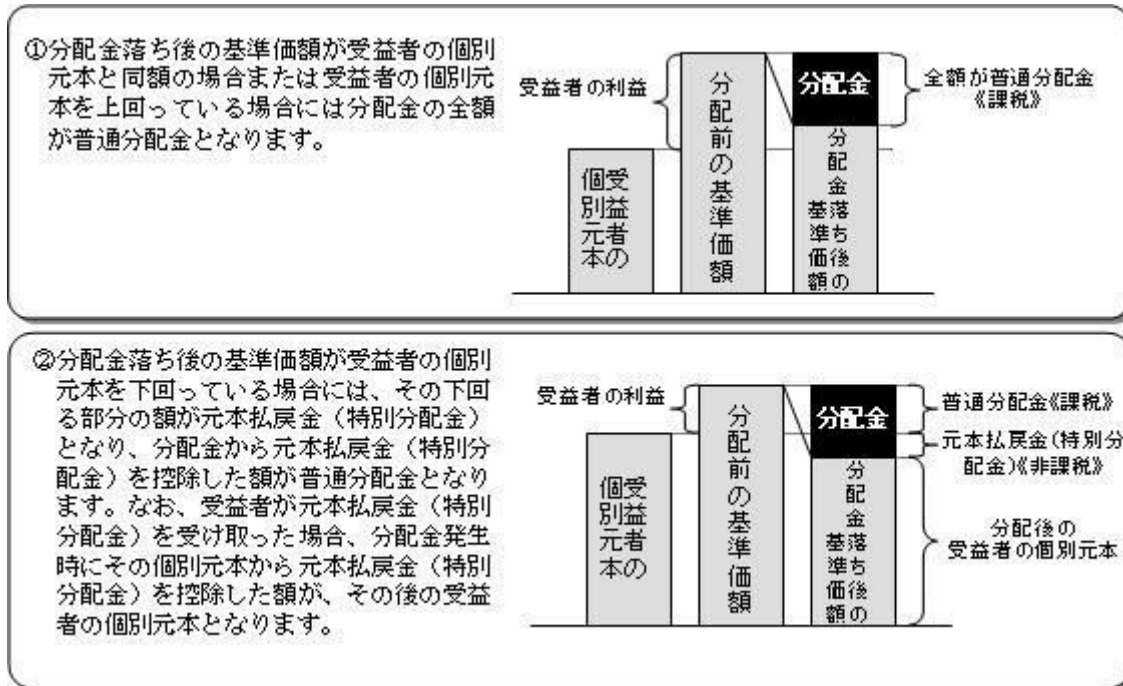 ①分配金落ち後の基準価額が受益者の個別
元本と同額の場合または受益者の個別元
本を上回っている場合には分配金の全額
が普通分配金となります。
受益者の利益
受益者の
個別元本
分配前の基準価額
分配金
分配金落ち後の
基準価額
全額が普通分配金
《課税》
②分配金落ち後の基準価額が受益者の個別
元本を下回っている場合には、その下回
る部分の額が元本払戻金（特別分配金）
となり、分配金から元本払戻金（特別分
配金）を控除した額が普通分配金となり
ます。なお、受益者が元本払戻金（特別
分配金）を受け取った場合、分配金発生
時にその個別元本から元本払戻金（特別
分配金）を控除した額が、その後の受益
者の個別元本となります。
受益者の利益
受益者の
個別元本
分配前の基準価額
分配金
分配金落ち後の
基準価額
普通分配金《課税》
元本払戻金（特別分
配金）《非課税》
分配後の
受益者の個別元本